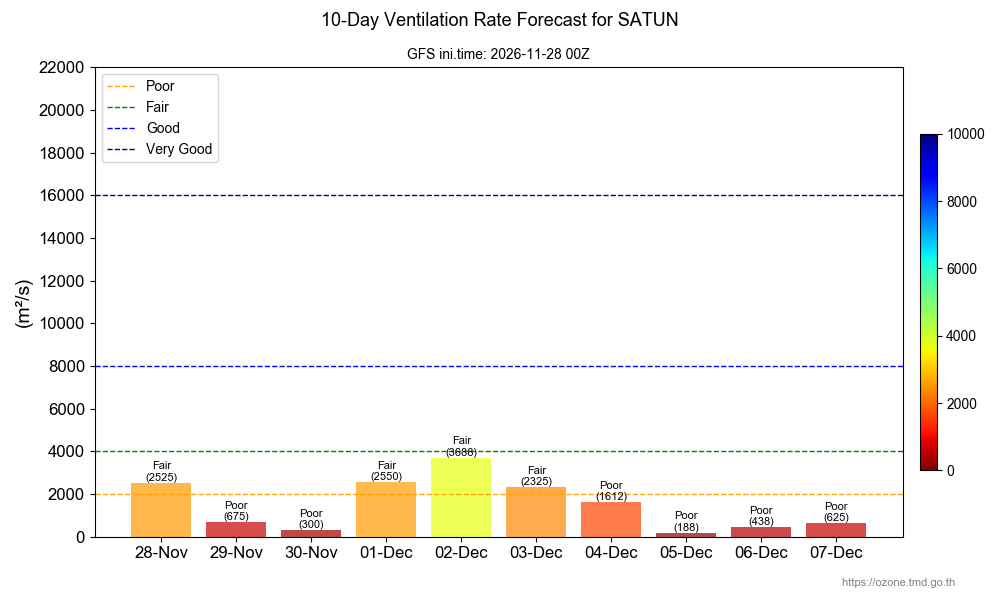 10-Day Ventilation Rate Forecast for SATUN
GFS ini.time: 2026-11-28 00Z
22000
20000
18000
16000
14000
12000
10000
8000
6000
4000
2000
0
(m²/s)
Poor
Fair
Good
Very Good
Fair
(2525)
Poor
(675)
Poor
(300)
Fair
(2550)
Fair
(3688)
Fair
(2325)
Poor
(1612)
Poor
(188)
Poor
(438)
Poor
(625)
28-Nov 29-Nov 30-Nov 01-Dec 02-Dec 03-Dec 04-Dec 05-Dec 06-Dec 07-Dec
10000
8000
6000
4000
2000
0
https://ozone.tmd.go.th